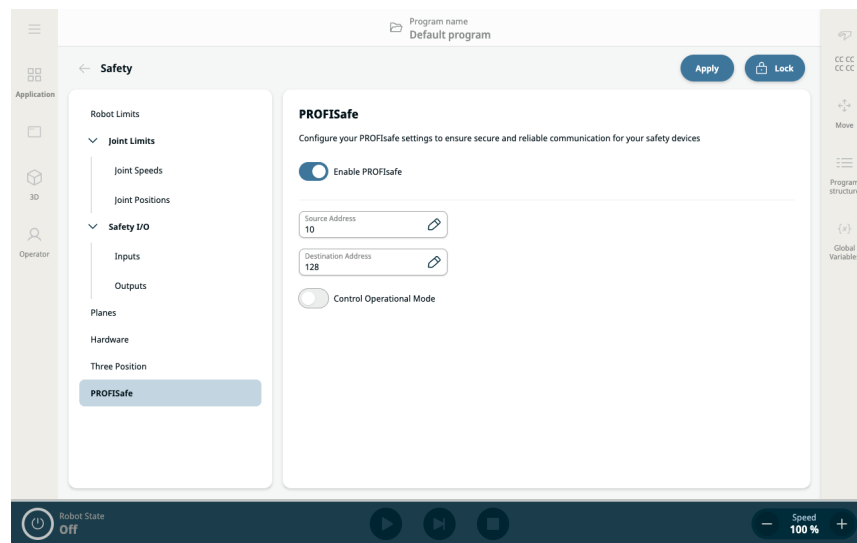 Program name
Default program
Safety
Apply
Lock
Application
3D
Operator
Robot Limits
Joint Limits
Joint Speeds
Joint Positions
Safety I/O
Inputs
Outputs
Planes
Hardware
Three Position
PROFISafe
PROFISafe
Configure your PROFIsafe settings to ensure secure and reliable communication for your safety devices
Enable PROFIsafe
Source Address
10
Destination Address
128
Control Operational Mode
CC CC
CC CC
Move
Program
structure
{x}
Global
Variables
Robot State
Off
Speed
100 %